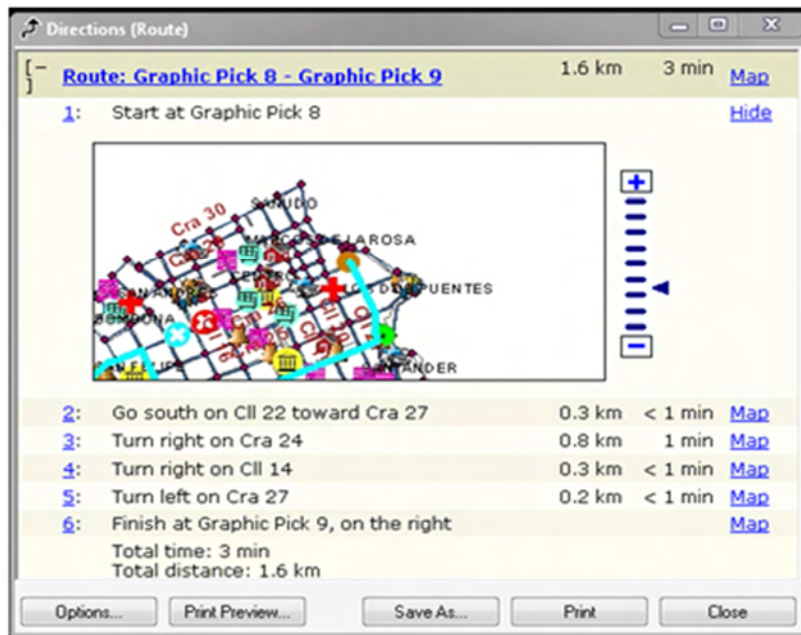 Directions (Route)
[-] Route: Graphic Pick 8 - Graphic Pick 9 1.6 km 3 min Map
1: Start at Graphic Pick 8 Hide
SAÑUDO
Cra 30
LAROSA
PUENTES
2: Go south on Cll 22 toward Cra 27 0.3 km < 1 min Map
3: Turn right on Cra 24 0.8 km 1 min Map
4: Turn right on Cll 14 0.3 km < 1 min Map
5: Turn left on Cra 27 0.2 km < 1 min Map
6: Finish at Graphic Pick 9, on the right Map
Total time: 3 min
Total distance: 1.6 km
Options... Print Preview... Save As... Print Close